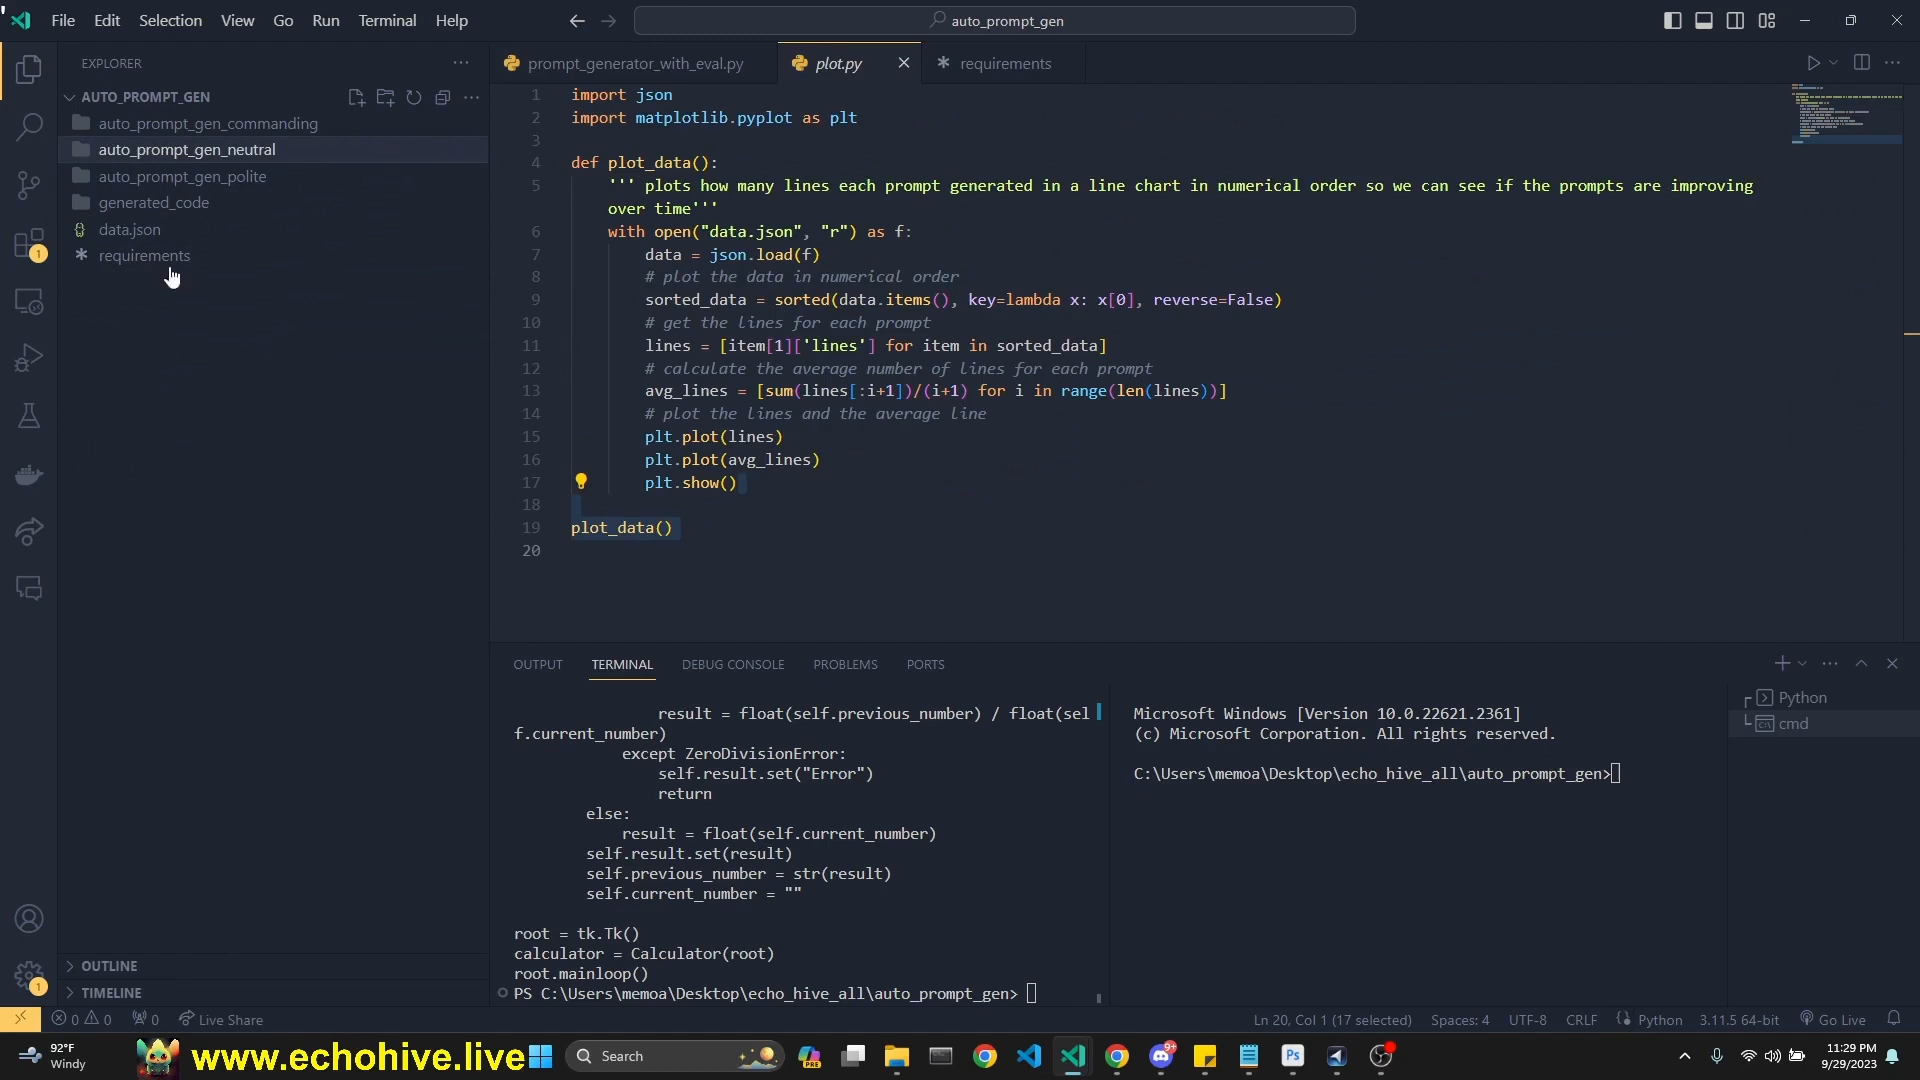 File Edit Selection View Go Run Terminal Help
auto_prompt_gen
EXPLORER
AUTO_PROMPT_GEN
auto_prompt_gen_commanding
auto_prompt_gen_neutral
auto_prompt_gen_polite
generated_code
data.json
requirements
OUTLINE
TIMELINE
prompt_generator_with_eval.py
plot.py
requirements
1 import json
2 import matplotlib.pyplot as plt
3
4 def plot_data():
5 ''' plots how many lines each prompt generated in a line chart in numerical order so we can see if the prompts are improving
over time'''
6 with open("data.json", "r") as f:
7 data = json.load(f)
8 # plot the data in numerical order
9 sorted_data = sorted(data.items(), key=lambda x: x[0], reverse=False)
10 # get the lines for each prompt
11 lines = [item[1]['lines'] for item in sorted_data]
12 # calculate the average number of lines for each prompt
13 avg_lines = [sum(lines[:i+1])/(i+1) for i in range(len(lines))]
14 # plot the lines and the average line
15 plt.plot(lines)
16 plt.plot(avg_lines)
17 plt.show()
18
19 plot_data()
20
OUTPUT TERMINAL DEBUG CONSOLE PROBLEMS PORTS
result = float(self.previous_number) / float(sel
f.current_number)
except ZeroDivisionError:
self.result.set("Error")
return
else:
result = float(self.current_number)
self.result.set(result)
self.previous_number = str(result)
self.current_number = ""
root = tk.Tk()
calculator = Calculator(root)
root.mainloop()
PS C:\Users\memoa\Desktop\echo_hive_all\auto_prompt_gen>
Microsoft Windows [Version 10.0.22621.2361]
(c) Microsoft Corporation. All rights reserved.
C:\Users\memoa\Desktop\echo_hive_all\auto_prompt_gen>
Python
cmd
0 0 0 Live Share
Ln 20, Col 1 (17 selected) Spaces: 4 UTF-8 CRLF Python 3.11.5 64-bit Go Live
92°F
Windy
www.echohive.live
Search
PRE
9+
Ps
11:29 PM
9/29/2023
1
1